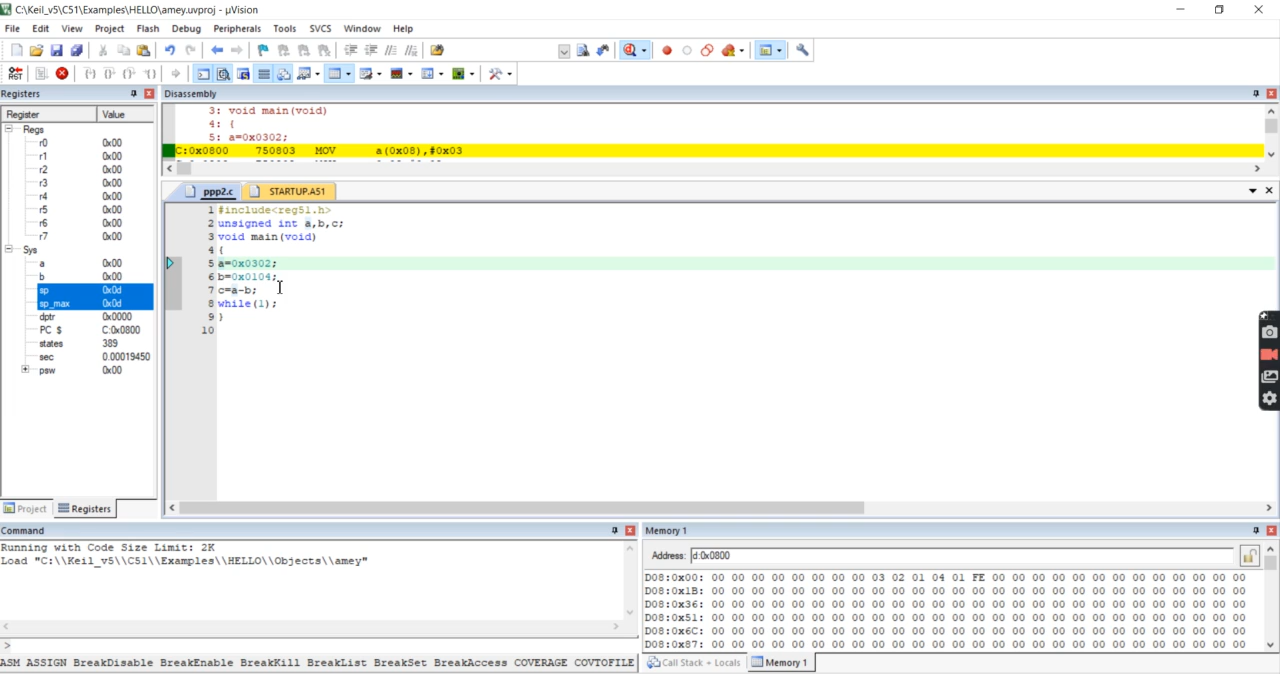 C:\Keil_v5\C51\Examples\HELLO\amey.uvproj - µVision
File Edit View Project Flash Debug Peripherals Tools SVCS Window Help
Registers
Register Value
Regs
r0 0x00
r1 0x00
r2 0x00
r3 0x00
r4 0x00
r5 0x00
r6 0x00
r7 0x00
Sys
a 0x00
b 0x00
sp 0x0d
sp_max 0x0d
dptr 0x0000
PC $ C:0x0800
states 389
sec 0.00019450
psw 0x00
Project Registers
Disassembly
3: void main(void)
4: {
5: a=0x0302;
C:0x0800 750803 MOV a(0x08),#0x03
ppp2.c STARTUP.A51
1 #include<reg51.h>
2 unsigned int a,b,c;
3 void main(void)
4 {
5 a=0x0302;
6 b=0x0104;
7 c=a-b;
8 while(1);
9 }
10
Command
Running with Code Size Limit: 2K
Load "C:\\Keil_v5\\C51\\Examples\\HELLO\\Objects\\amey"
>
ASM ASSIGN BreakDisable BreakEnable BreakKill BreakList BreakSet BreakAccess COVERAGE COVTOFILE
Memory 1
Address: d:0x0800
D08:0x00: 00 00 00 00 00 00 00 00 03 02 01 04 01 FE 00 00 00 00 00 00 00 00 00 00 00 00 00
D08:0x1B: 00 00 00 00 00 00 00 00 00 00 00 00 00 00 00 00 00 00 00 00 00 00 00 00 00 00 00
D08:0x36: 00 00 00 00 00 00 00 00 00 00 00 00 00 00 00 00 00 00 00 00 00 00 00 00 00 00 00
D08:0x51: 00 00 00 00 00 00 00 00 00 00 00 00 00 00 00 00 00 00 00 00 00 00 00 00 00 00 00
D08:0x6C: 00 00 00 00 00 00 00 00 00 00 00 00 00 00 00 00 00 00 00 00 00 00 00 00 00 00 00
D08:0x87: 00 00 00 00 00 00 00 00 00 00 00 00 00 00 00 00 00 00 00 00 00 00 00 00 00 00 00
Call Stack + Locals Memory 1